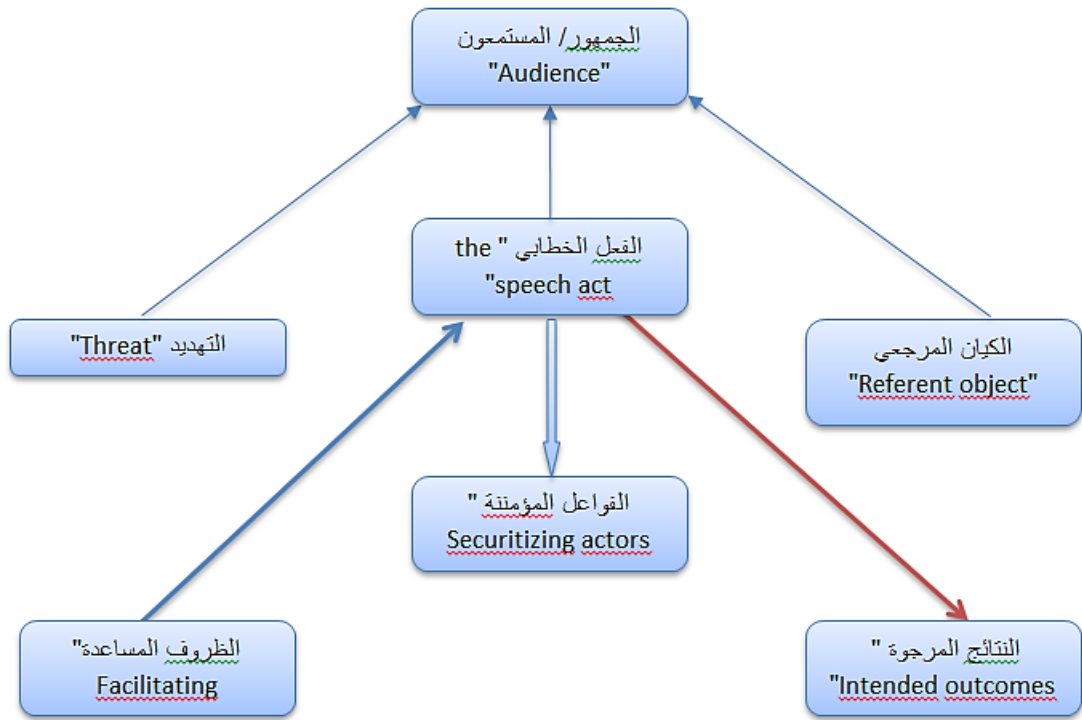 الجمهور/ المستمعون
"Audience"
الفعل الخطابي " the
speech act"
التهديد "Threat"
الكيان المرجعي
"Referent object"
الفواعل المؤمننة "
Securitizing actors
الظروف المساعدة"
Facilitating
النتائج المرجوة "
Intended outcomes"